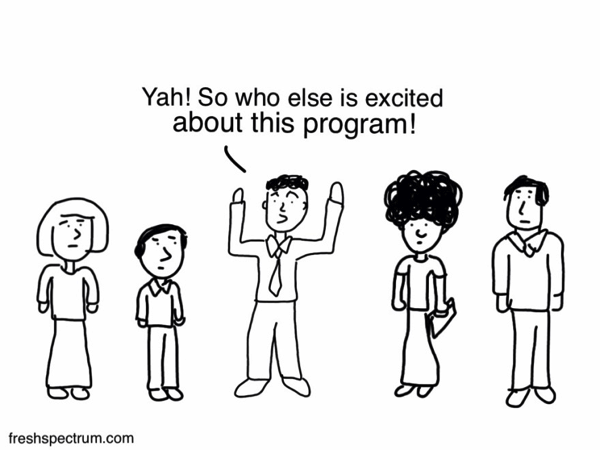 Yah! So who else is excited
about this program!
freshspectrum.com